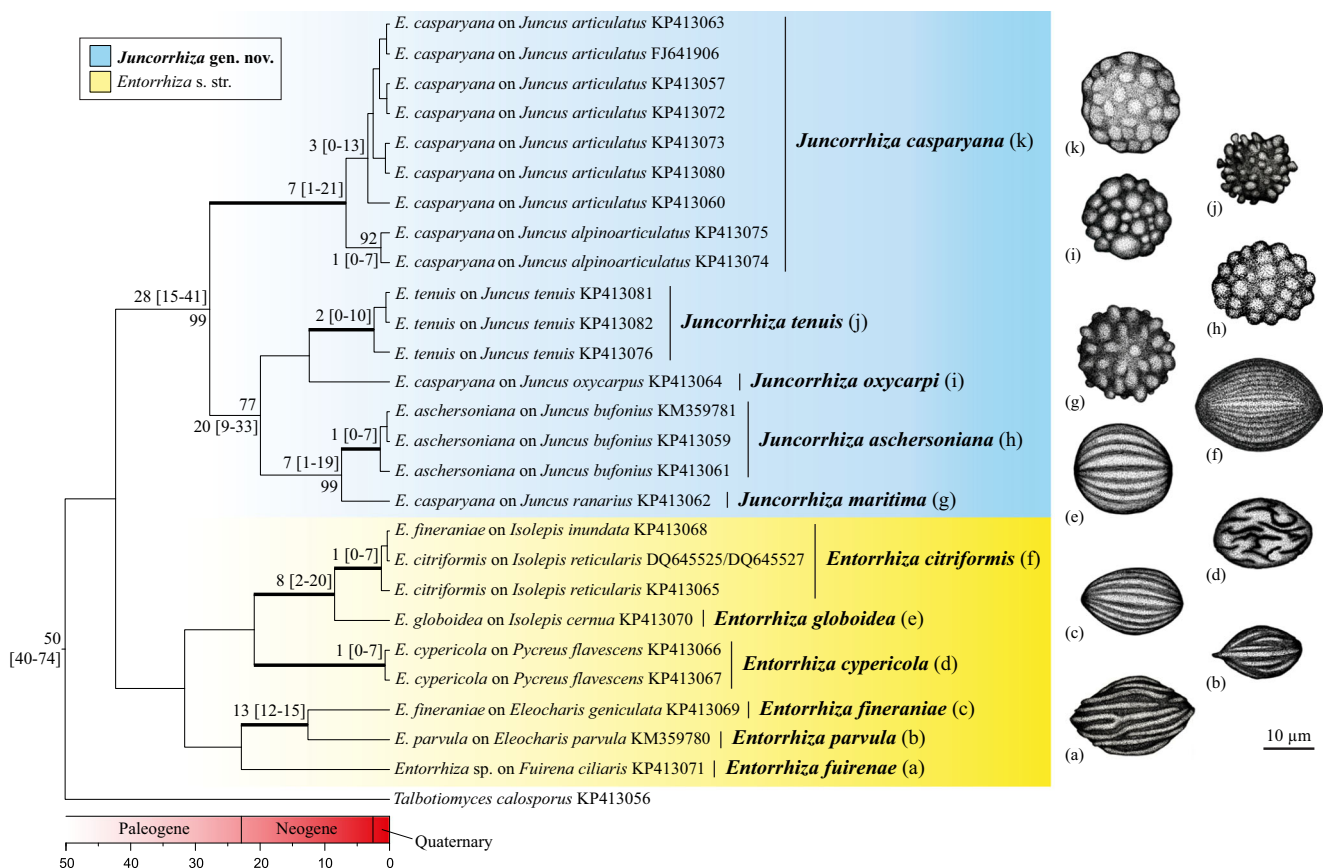 Juncorrhiza gen. nov.
Entorrhiza s. str.
E. casparyana on Juncus articulatus KP413063
E. casparyana on Juncus articulatus FJ641906
E. casparyana on Juncus articulatus KP413057
E. casparyana on Juncus articulatus KP413072
E. casparyana on Juncus articulatus KP413073
E. casparyana on Juncus articulatus KP413080
E. casparyana on Juncus articulatus KP413060
E. casparyana on Juncus alpinoarticulatus KP413075
E. casparyana on Juncus alpinoarticulatus KP413074
Juncorrhiza casparyana (k)
3 [0-13]
7 [1-21]
92
1 [0-7]
28 [15-41]
99
E. tenuis on Juncus tenuis KP413081
E. tenuis on Juncus tenuis KP413082
E. tenuis on Juncus tenuis KP413076
Juncorrhiza tenuis (j)
2 [0-10]
E. casparyana on Juncus oxycarpus KP413064
Juncorrhiza oxycarpi (i)
77
20 [9-33]
E. aschersoniana on Juncus bufonius KM359781
E. aschersoniana on Juncus bufonius KP413059
E. aschersoniana on Juncus bufonius KP413061
Juncorrhiza aschersoniana (h)
1 [0-7]
7 [1-19]
99
E. casparyana on Juncus ranarius KP413062
Juncorrhiza maritima (g)
E. fineraniae on Isolepis inundata KP413068
E. citriformis on Isolepis reticularis DQ645525/DQ645527
E. citriformis on Isolepis reticularis KP413065
Entorrhiza citriformis (f)
1 [0-7]
8 [2-20]
E. globoidea on Isolepis cernua KP413070
Entorrhiza globoidea (e)
E. cypericola on Pycreus flavescens KP413066
E. cypericola on Pycreus flavescens KP413067
Entorrhiza cypericola (d)
1 [0-7]
50
[40-74]
13 [12-15]
E. fineraniae on Eleocharis geniculata KP413069
Entorrhiza fineraniae (c)
E. parvula on Eleocharis parvula KM359780
Entorrhiza parvula (b)
Entorrhiza sp. on Fuirena ciliaris KP413071
Entorrhiza fuirenae (a)
Talbotiomyces calosporus KP413056
Paleogene
Neogene
Quaternary
50 40 30 20 10 0
(k)
(j)
(i)
(h)
(g)
(f)
(e)
(d)
(c)
(b)
(a)
10 µm